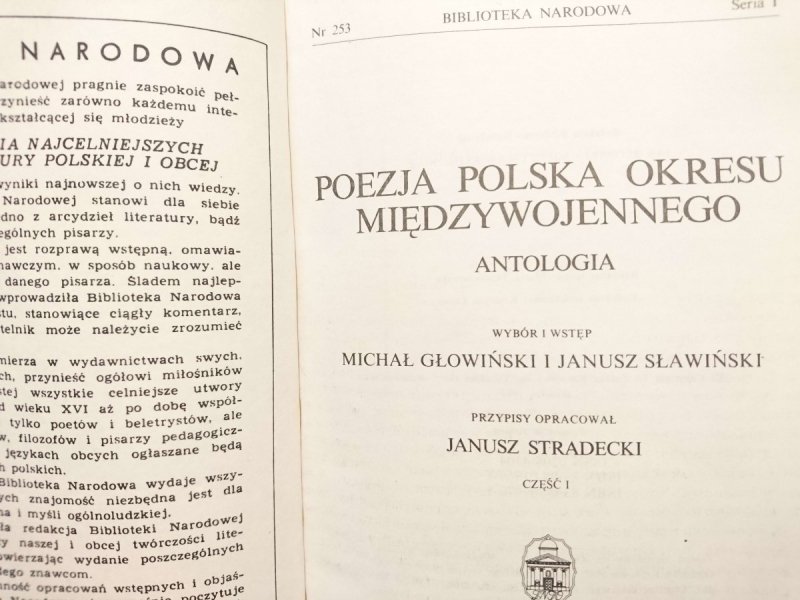 NARODOWA
arodowej pragnie zaspokoić peł-
zynieść zarówno każdemu inte-
kształcącej się młodzieży
IA NAJCELNIEJSZYCH
URY POLSKIEJ I OBCEJ
wyniki najnowszej o nich wiedzy.
Narodowej stanowi dla siebie
dno z arcydzieł literatury, bądź
ególnych pisarzy.
jest rozprawą wstępną, omawia-
nawczym, w sposób naukowy, ale
danego pisarza. Śladem najlep-
wprowadziła Biblioteka Narodowa
stu, stanowiące ciągły komentarz,
telnik może należycie zrozumieć
mierza w wydawnictwach swych,
ch, przynieść ogółowi miłośników
stej wszystkie celniejsze utwory
d wieku XVI aż po dobę współ-
tylko poetów i beletrystów, ale
w, filozofów i pisarzy pedagogicz-
językach obcych ogłaszane będą
h polskich.
Biblioteka Narodowa wydaje wszy-
ych znajomość niezbędna jest dla
na i myśli ogólnoludzkiej.
ła redakcja Biblioteki Narodowej
y naszej i obcej twórczości lite-
owierzając wydanie poszczególnych
dego znawcom.
nność opracowań wstępnych i objaś-
poczytuje
Nr 253
BIBLIOTEKA NARODOWA
Seria I
POEZJA POLSKA OKRESU
MIĘDZYWOJENNEGO
ANTOLOGIA
WYBÓR I WSTĘP
MICHAŁ GŁOWIŃSKI I JANUSZ SŁAWIŃSKI
PRZYPISY OPRACOWAŁ
JANUSZ STRADECKI
CZĘŚĆ I